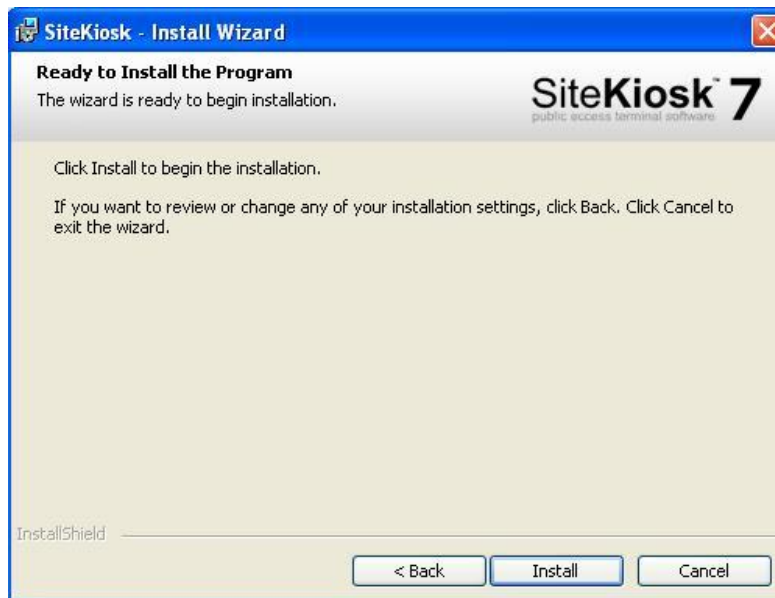 SiteKiosk - Install Wizard
Ready to Install the Program
The wizard is ready to begin installation.
SiteKiosk™ 7
public access terminal software
Click Install to begin the installation.
If you want to review or change any of your installation settings, click Back. Click Cancel to
exit the wizard.
InstallShield
< Back
Install
Cancel